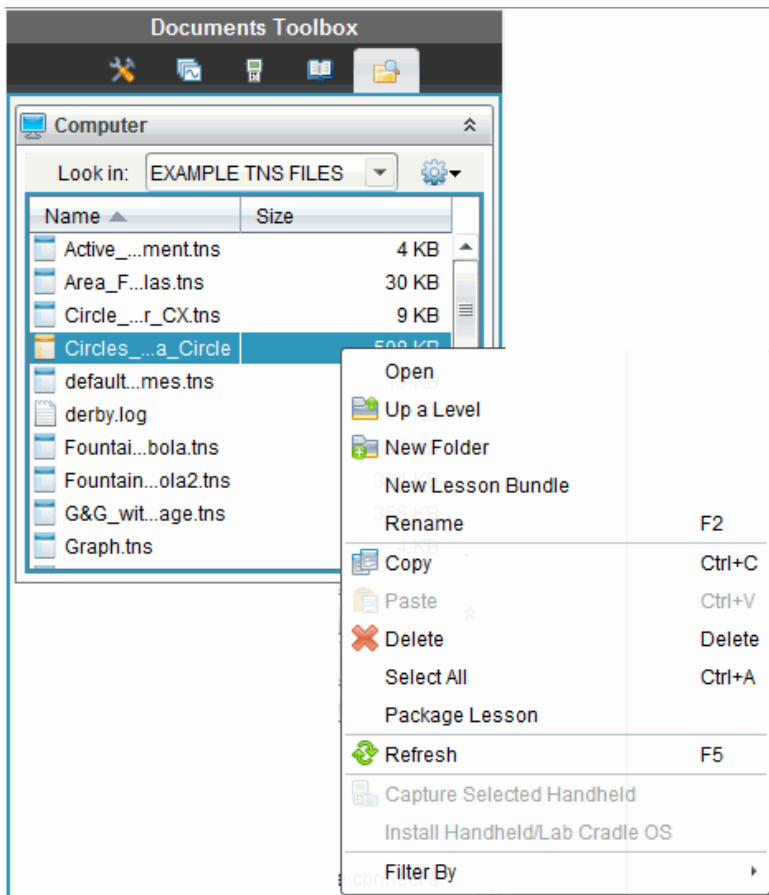 Documents Toolbox
Computer
Look in: EXAMPLE TNS FILES
Name Size
Active_...ment.tns 4 KB
Area_F...las.tns 30 KB
Circle_...r_CX.tns 9 KB
Circles_...a_Circle 508 KB
default...mes.tns
derby.log
Fountai...bola.tns
Fountain...ola2.tns
G&G_wit...age.tns
Graph.tns
Open
Up a Level
New Folder
New Lesson Bundle
Rename F2
Copy Ctrl+C
Paste Ctrl+V
Delete Delete
Select All Ctrl+A
Package Lesson
Refresh F5
Capture Selected Handheld
Install Handheld/Lab Cradle OS
Filter By